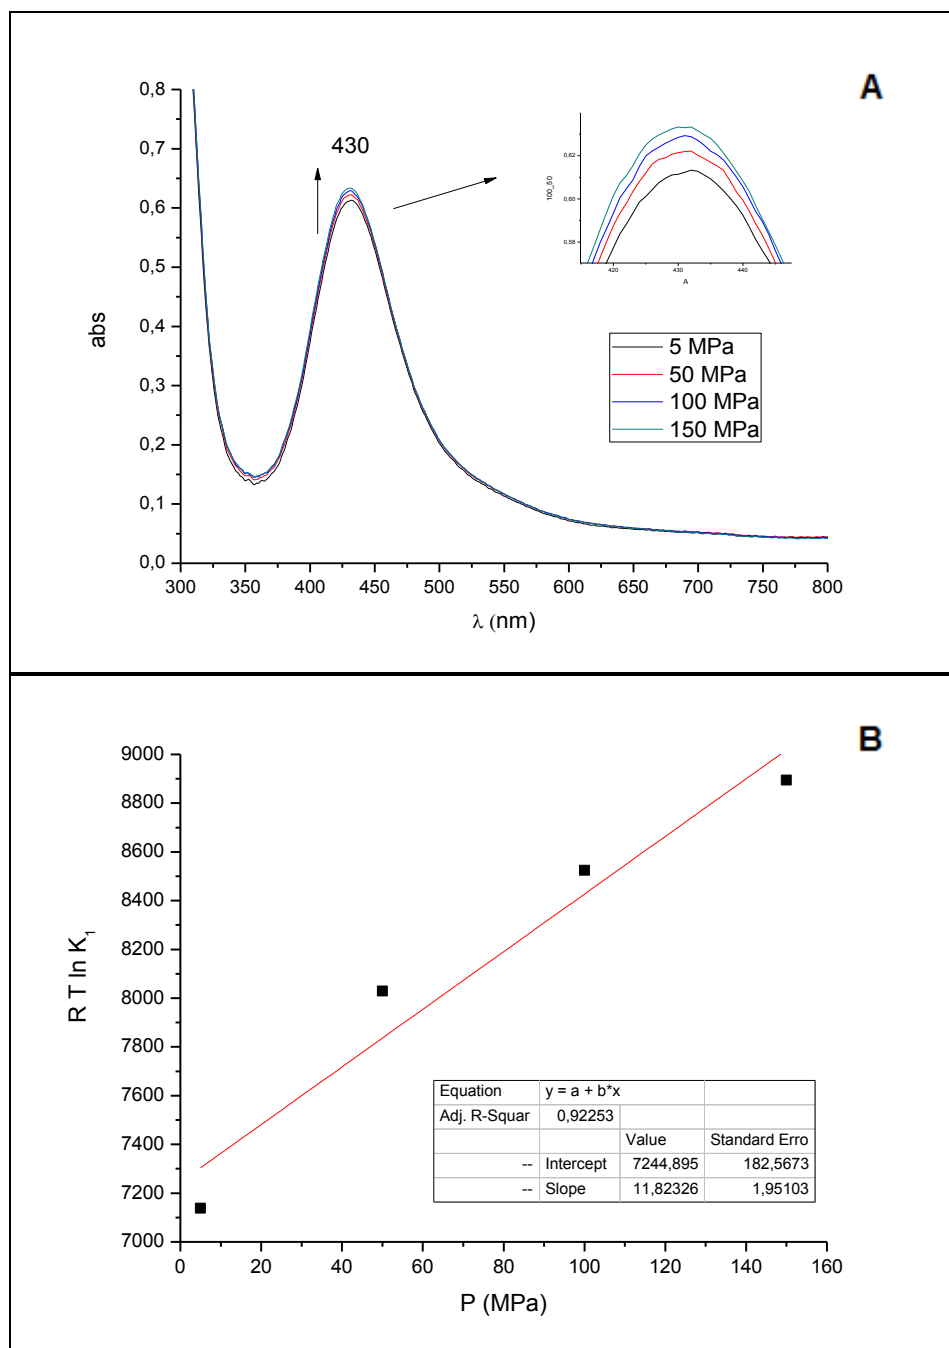 A
0,8
0,7
0,6
0,5
0,4
0,3
0,2
0,1
0,0
abs
430
300 350 400 450 500 550 600 650 700 750 800
λ (nm)
100_50
0,62
0,60
0,58
420 430 440
A
5 MPa
50 MPa
100 MPa
150 MPa
B
9000
8800
8600
8400
8200
8000
7800
7600
7400
7200
7000
R T ln K1
0 20 40 60 80 100 120 140 160
P (MPa)
Equation y = a + b*x
Adj. R-Squar 0,92253
Value Standard Erro
-- Intercept 7244,895 182,5673
-- Slope 11,82326 1,95103